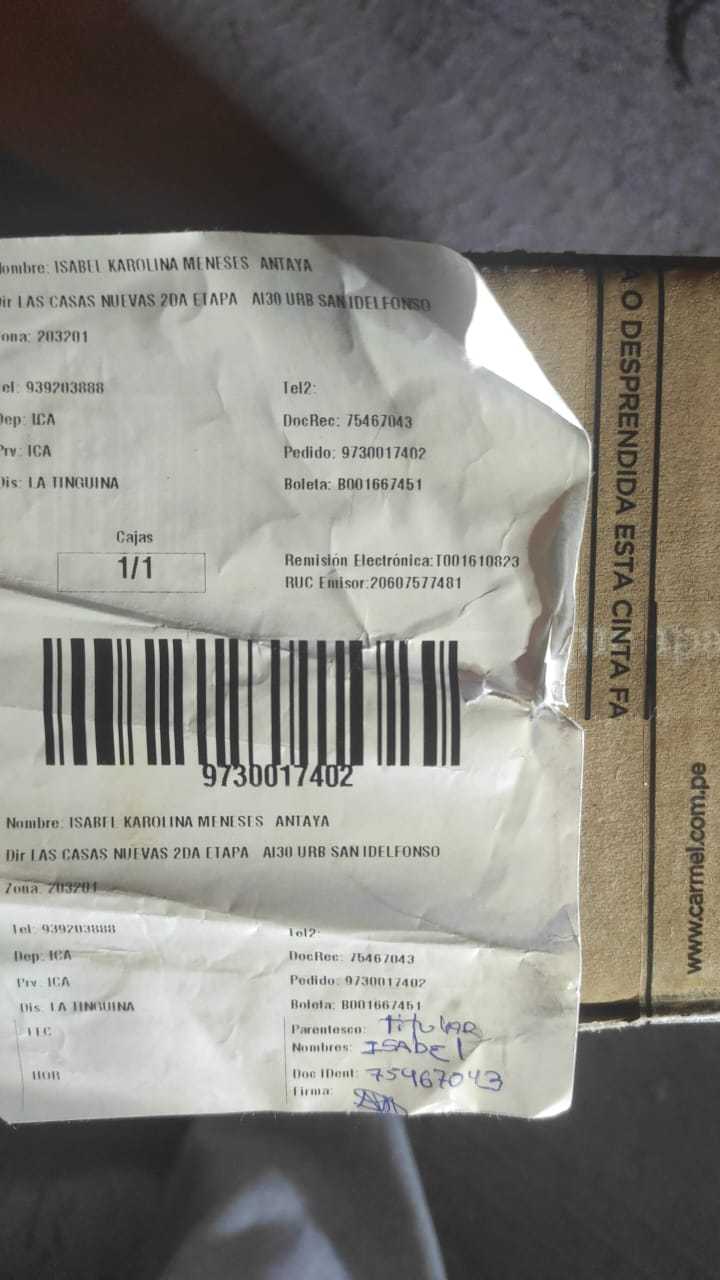 ombre: ISABEL KAROLINA MENESES ANTAYA
Dir LAS CASAS NUEVAS 2DA ETAPA AI30 URB SAN IDELFONSO
ona: 203201
el: 939203888 Tel2:
Dep: ICA DocRec: 75467043
Prv: ICA Pedido: 9730017402
Dis: LA TINGUINA Boleta: B001667451
Cajas
1/1
Remisión Electrónica:T001610823
RUC Emisor:20607577481
9730017402
Nombre: ISABEL KAROLINA MENESES ANTAYA
Dir LAS CASAS NUEVAS 2DA ETAPA AI30 URB SAN IDELFONSO
Zona: 203201
Tel: 939203888 Tel2:
Dep: ICA DocRec: 75467043
Prv: ICA Pedido: 9730017402
Dis: LA TINGUINA Boleta: B001667451
FEC Parentesco: TiTULAR
Nombres: ISABEL
HOR Doc IDent: 75467043
Firma:
A O DESPRENDIDA ESTA CINTA FA
www.carmel.com.pe